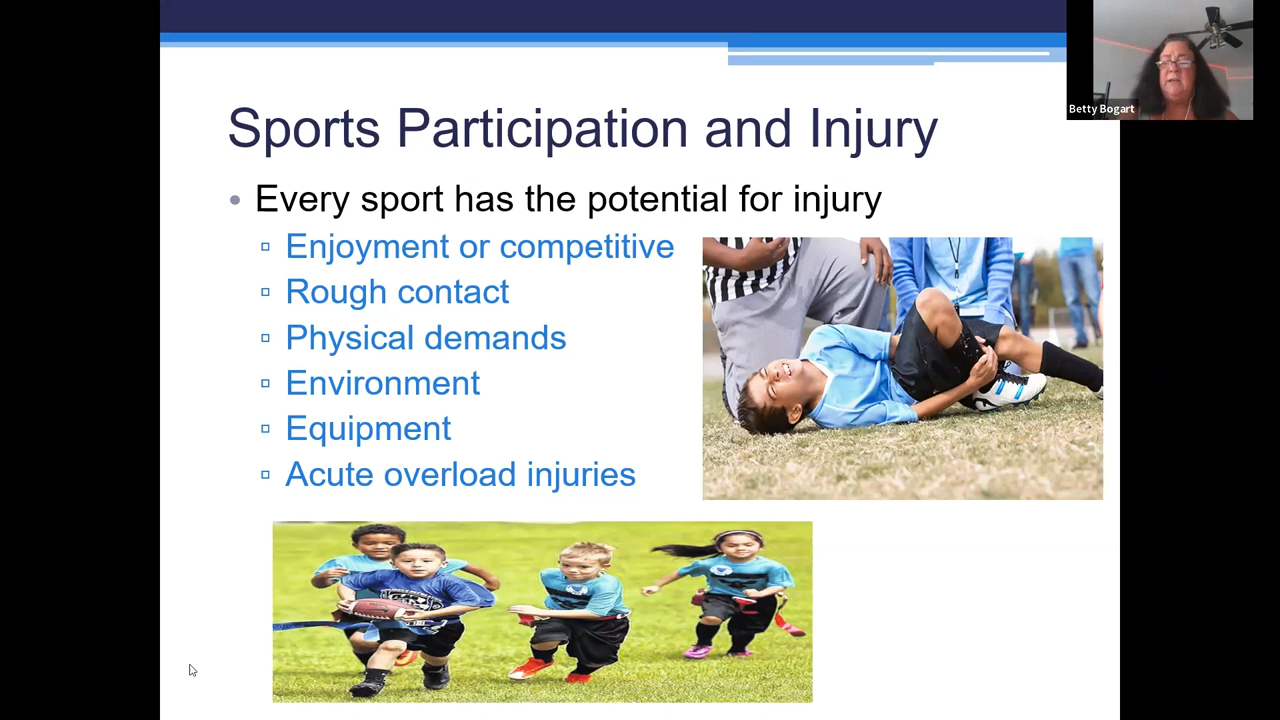 Betty Bogart
Sports Participation and Injury
• Every sport has the potential for injury
▫ Enjoyment or competitive
▫ Rough contact
▫ Physical demands
▫ Environment
▫ Equipment
▫ Acute overload injuries